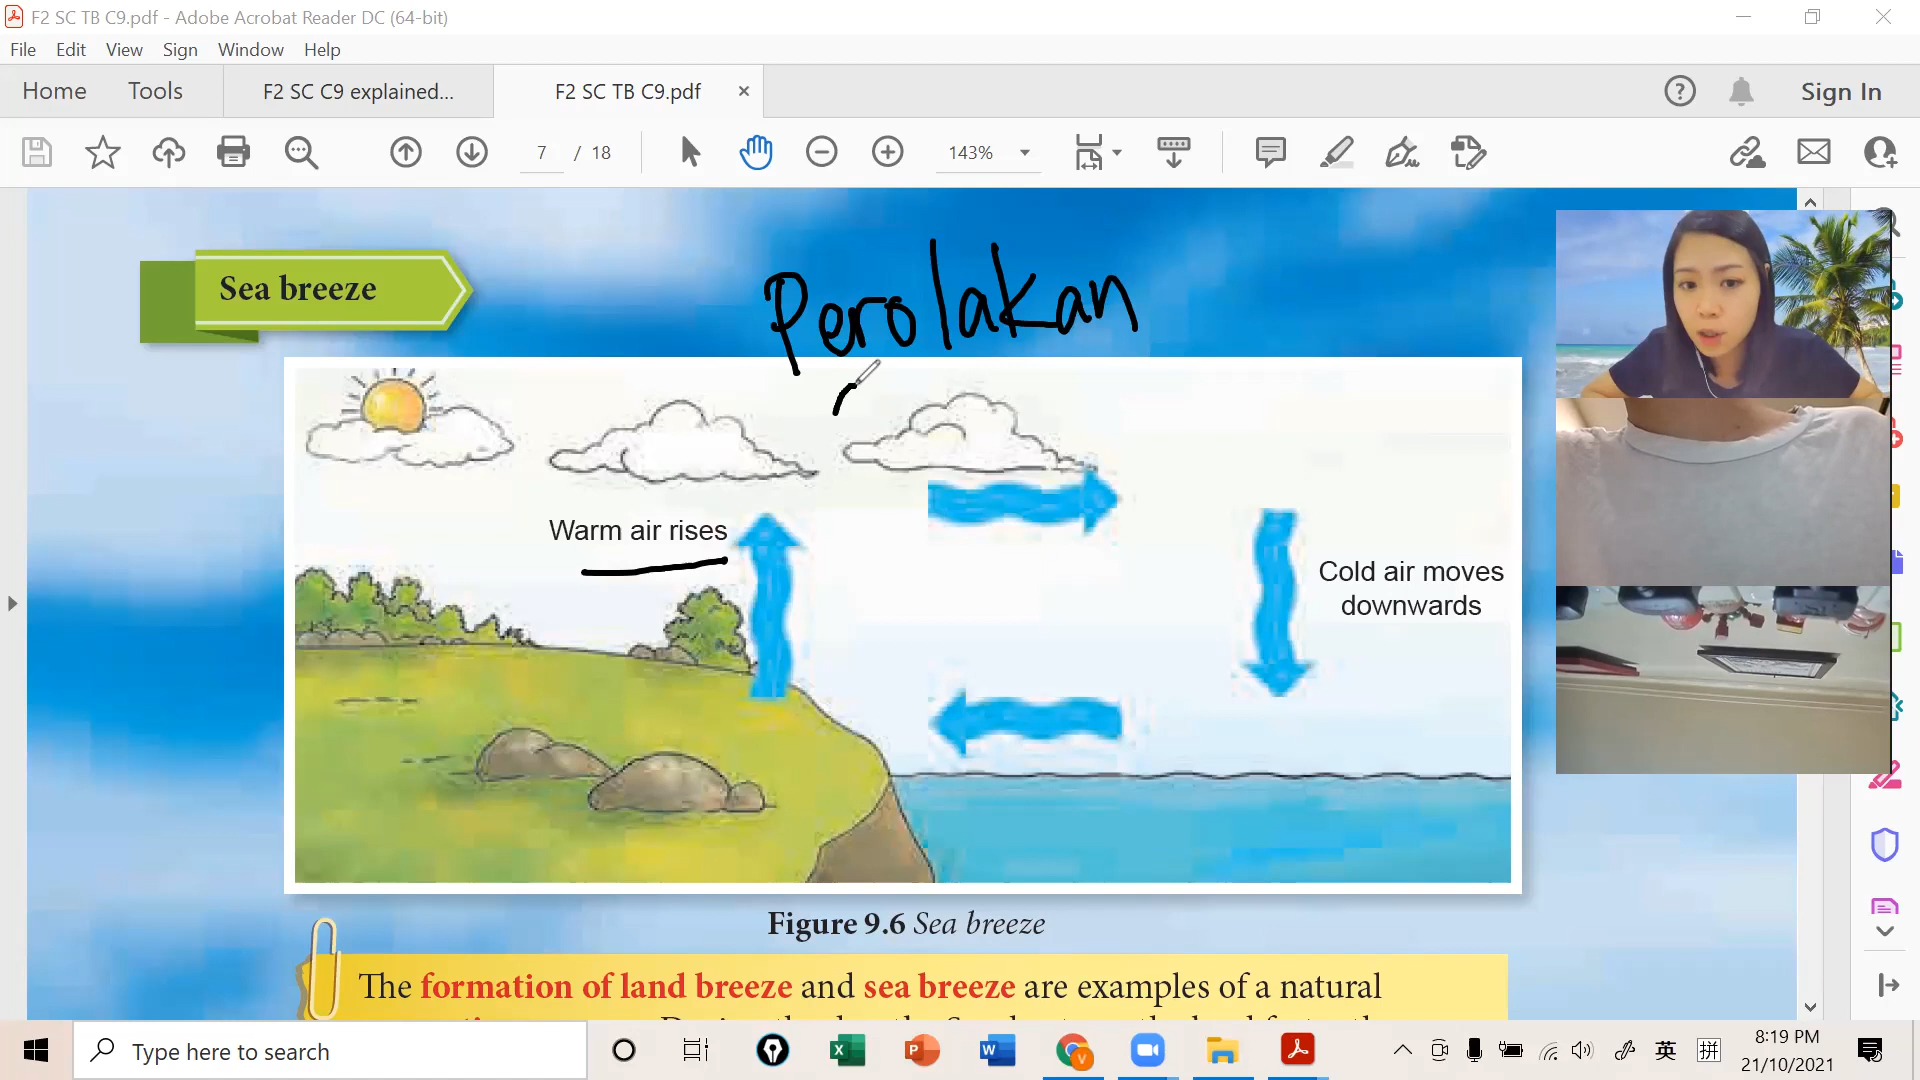 F2 SC TB C9.pdf - Adobe Acrobat Reader DC (64-bit)
File Edit View Sign Window Help
Home Tools F2 SC C9 explained... F2 SC TB C9.pdf × Sign In
7 / 18 143%
Sea breeze
Perolakan
Warm air rises
Cold air moves
downwards
Figure 9.6 Sea breeze
The formation of land breeze and sea breeze are examples of a natural
Type here to search
英 拼
8:19 PM
21/10/2021